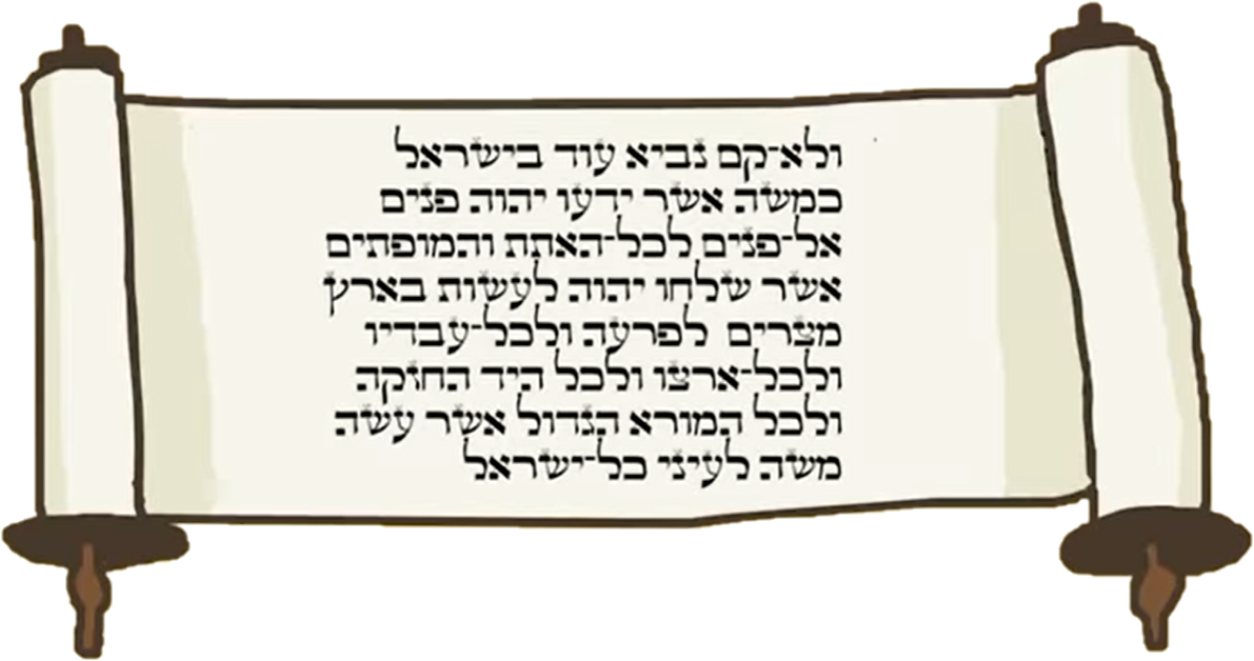 ולא־קם נביא עוד בישראל
כמשה אשר ידעו יהוה פנים
אל־פנים לכל־האתת והמופתים
אשר שלחו יהוה לעשות בארץ
מצרים לפרעה ולכל־עבדיו
ולכל־ארצו ולכל היד החזקה
ולכל המורא הגדול אשר עשה
משה לעיני כל־ישראל